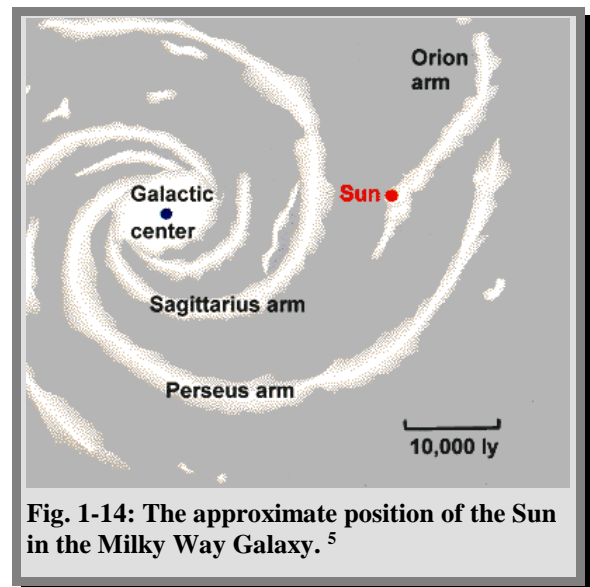 Orion
arm
Sun
Galactic
center
Sagittarius arm
Perseus arm
10,000 ly
Fig. 1-14: The approximate position of the Sun
in the Milky Way Galaxy. 5